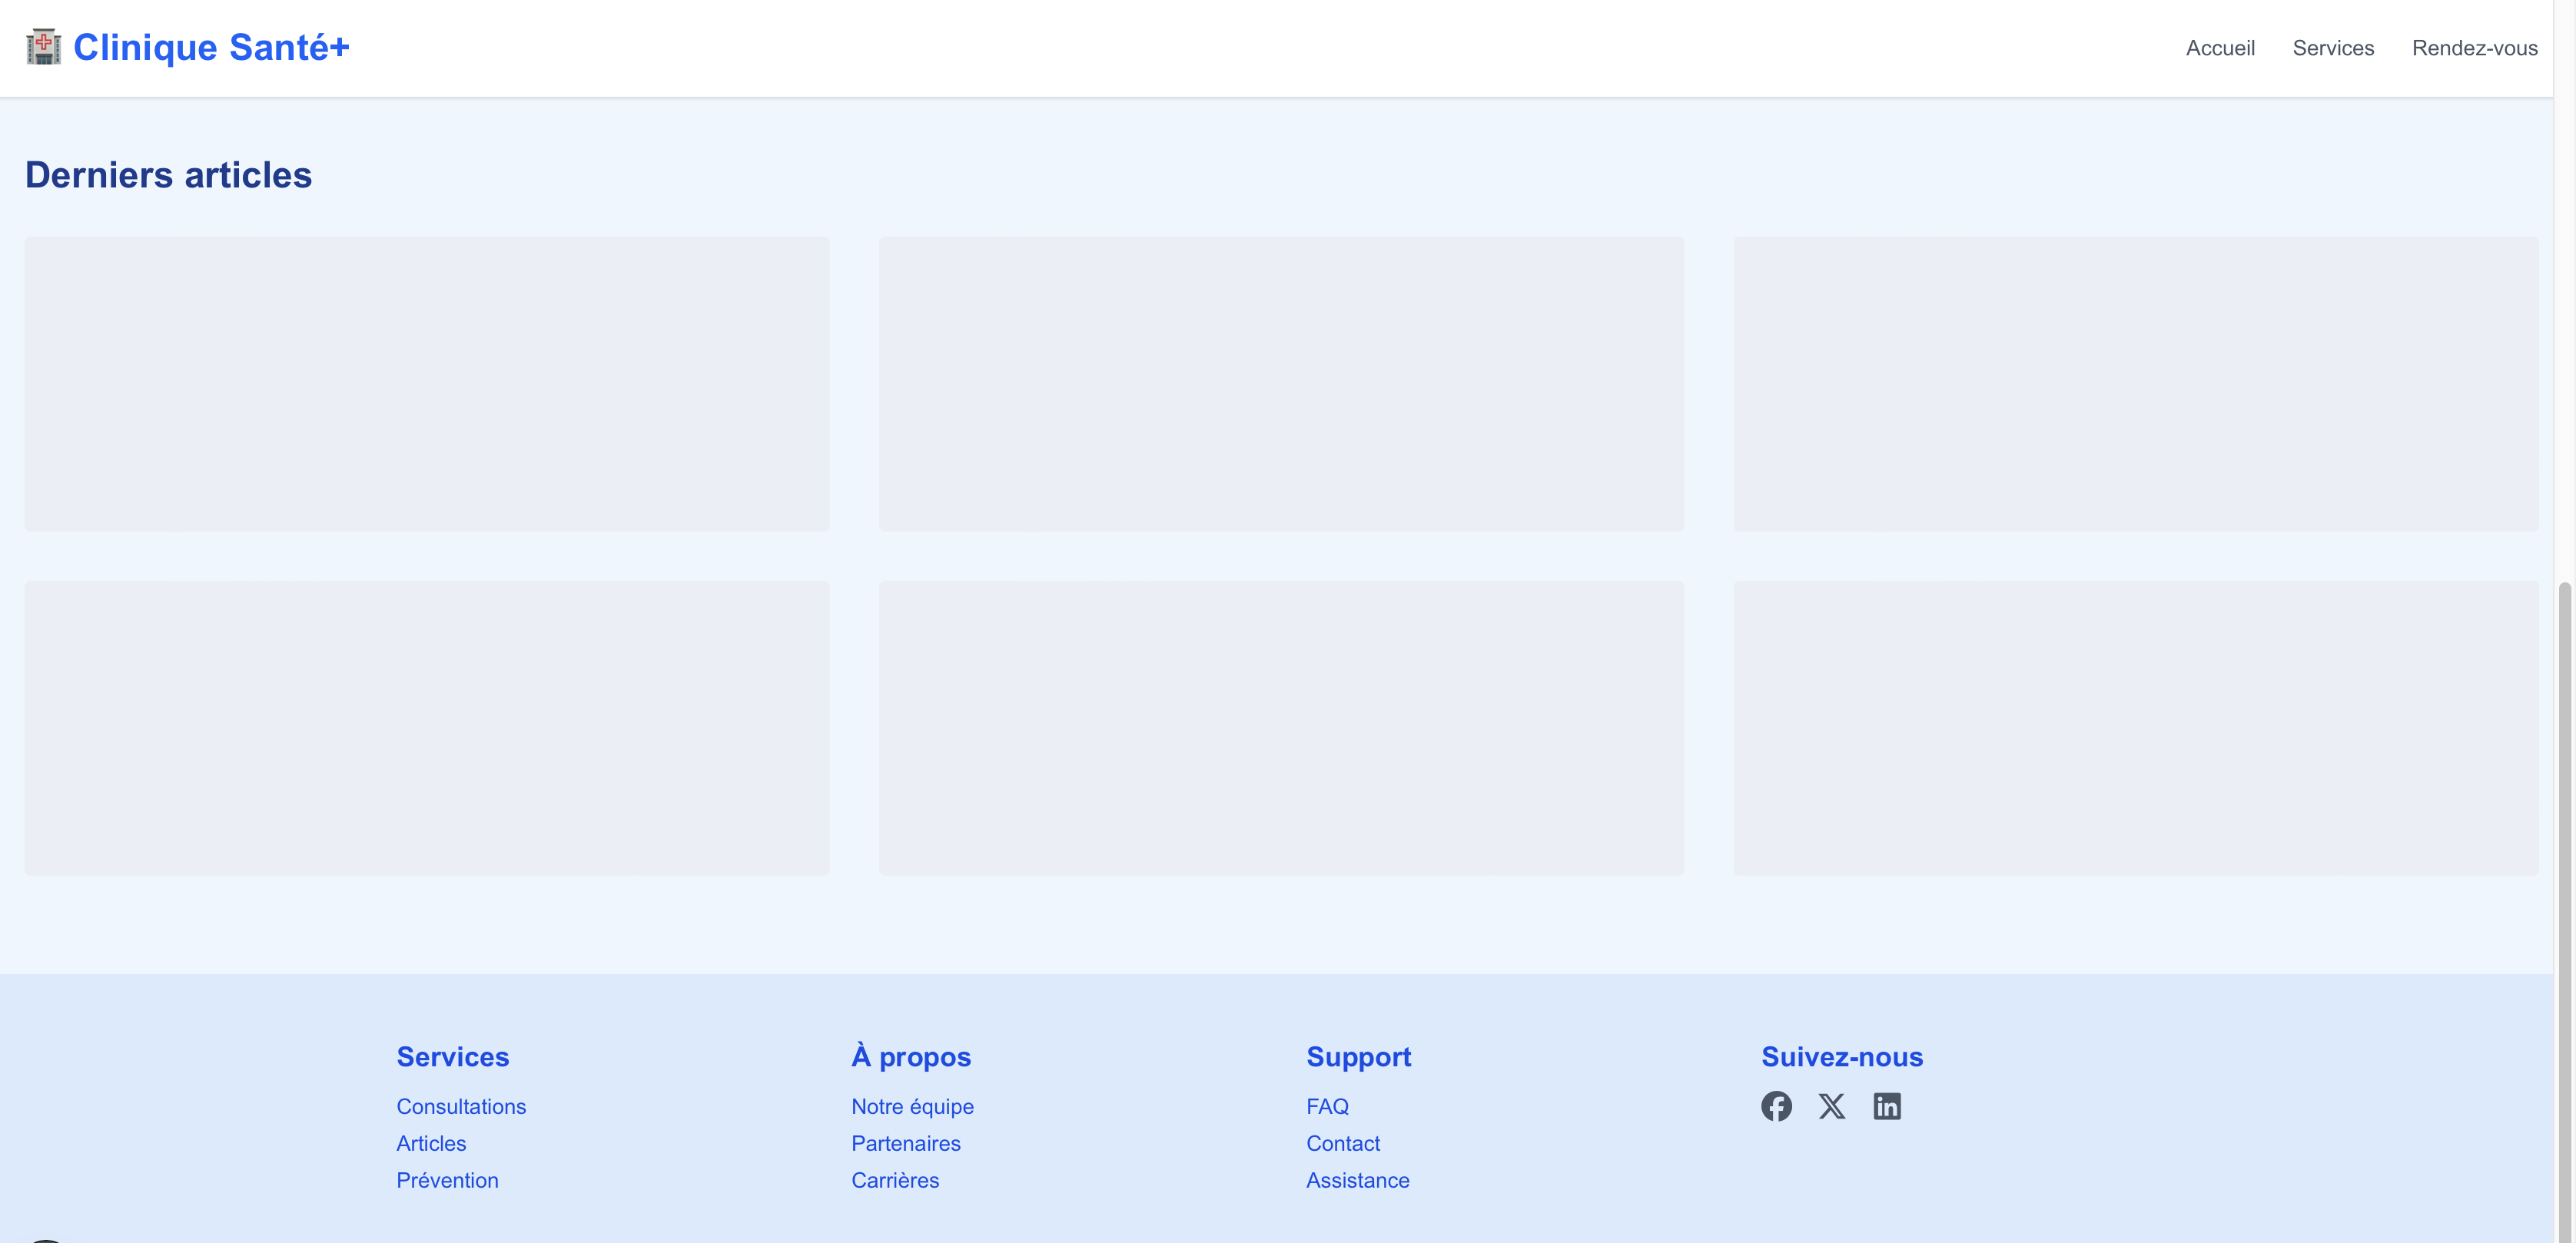 Clinique Santé+
Accueil Services Rendez-vous
Derniers articles
Services
Consultations
Articles
Prévention
À propos
Notre équipe
Partenaires
Carrières
Support
FAQ
Contact
Assistance
Suivez-nous